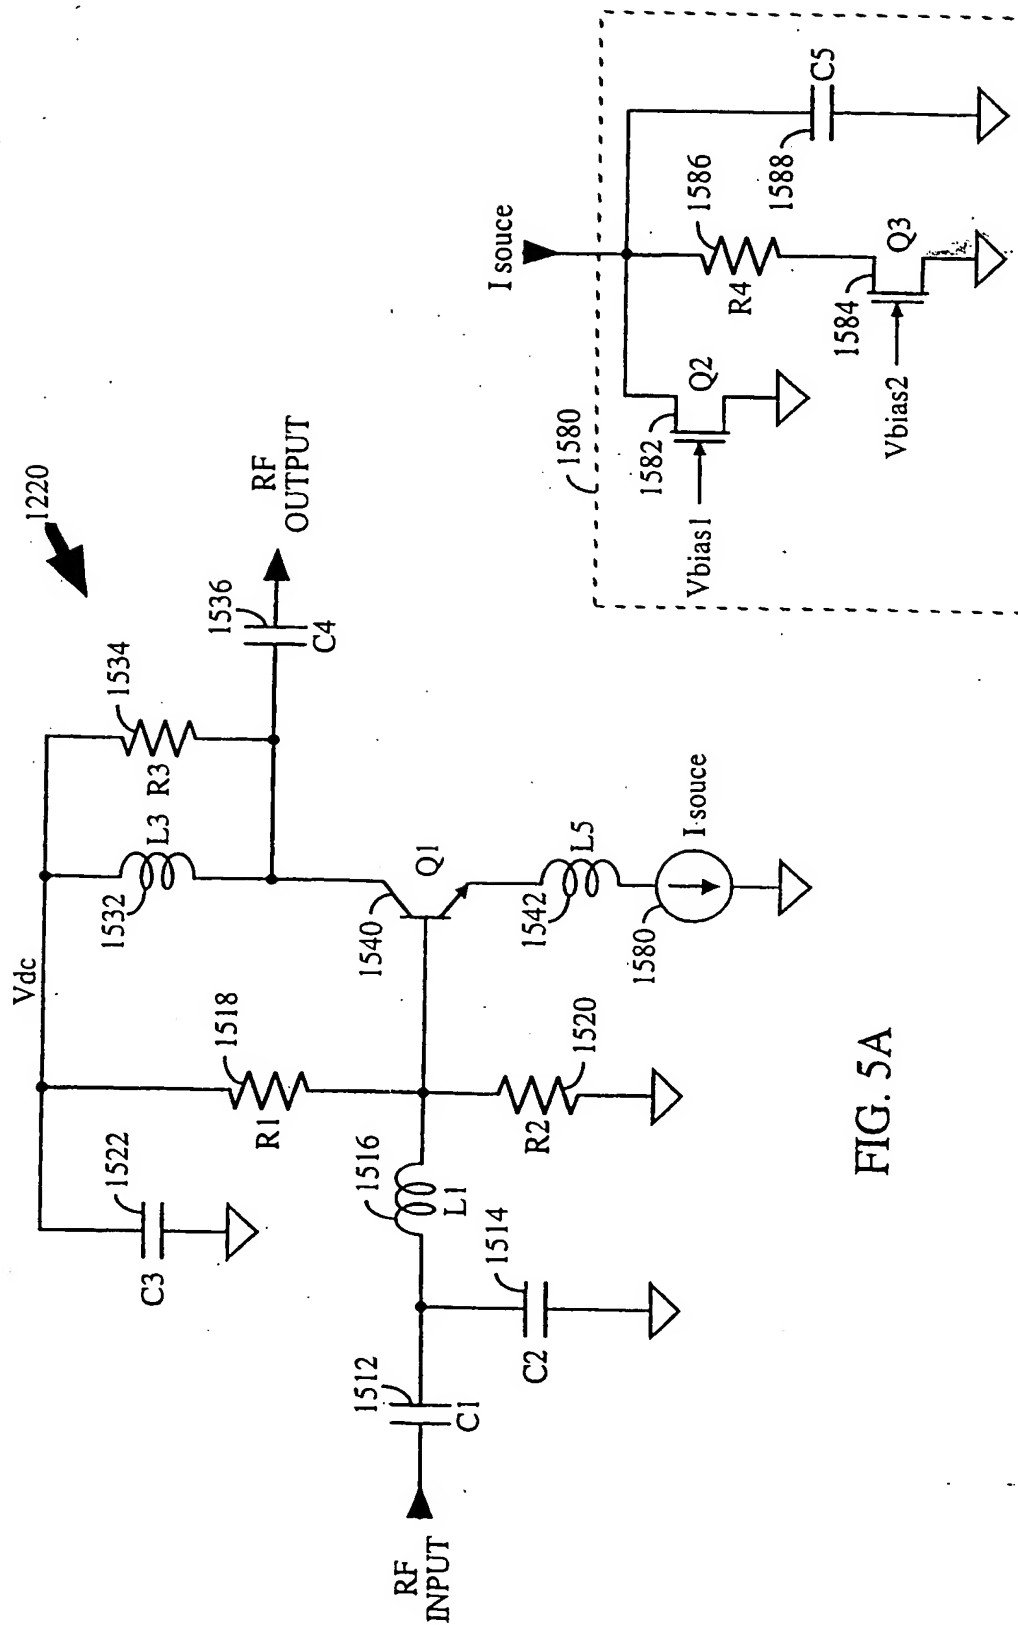 1220
Vdc
1522
C3
1518
R1
1532
L3
R3
1534
1536
C4
RF
OUTPUT
RF
INPUT
1512
C1
1514
C2
1516
L1
1520
R2
1540
Q1
1542
L5
1580
I souce
1580
I souce
Vbias1
1582
Q2
1586
R4
1588
C5
Vbias2
1584
Q3
FIG. 5A